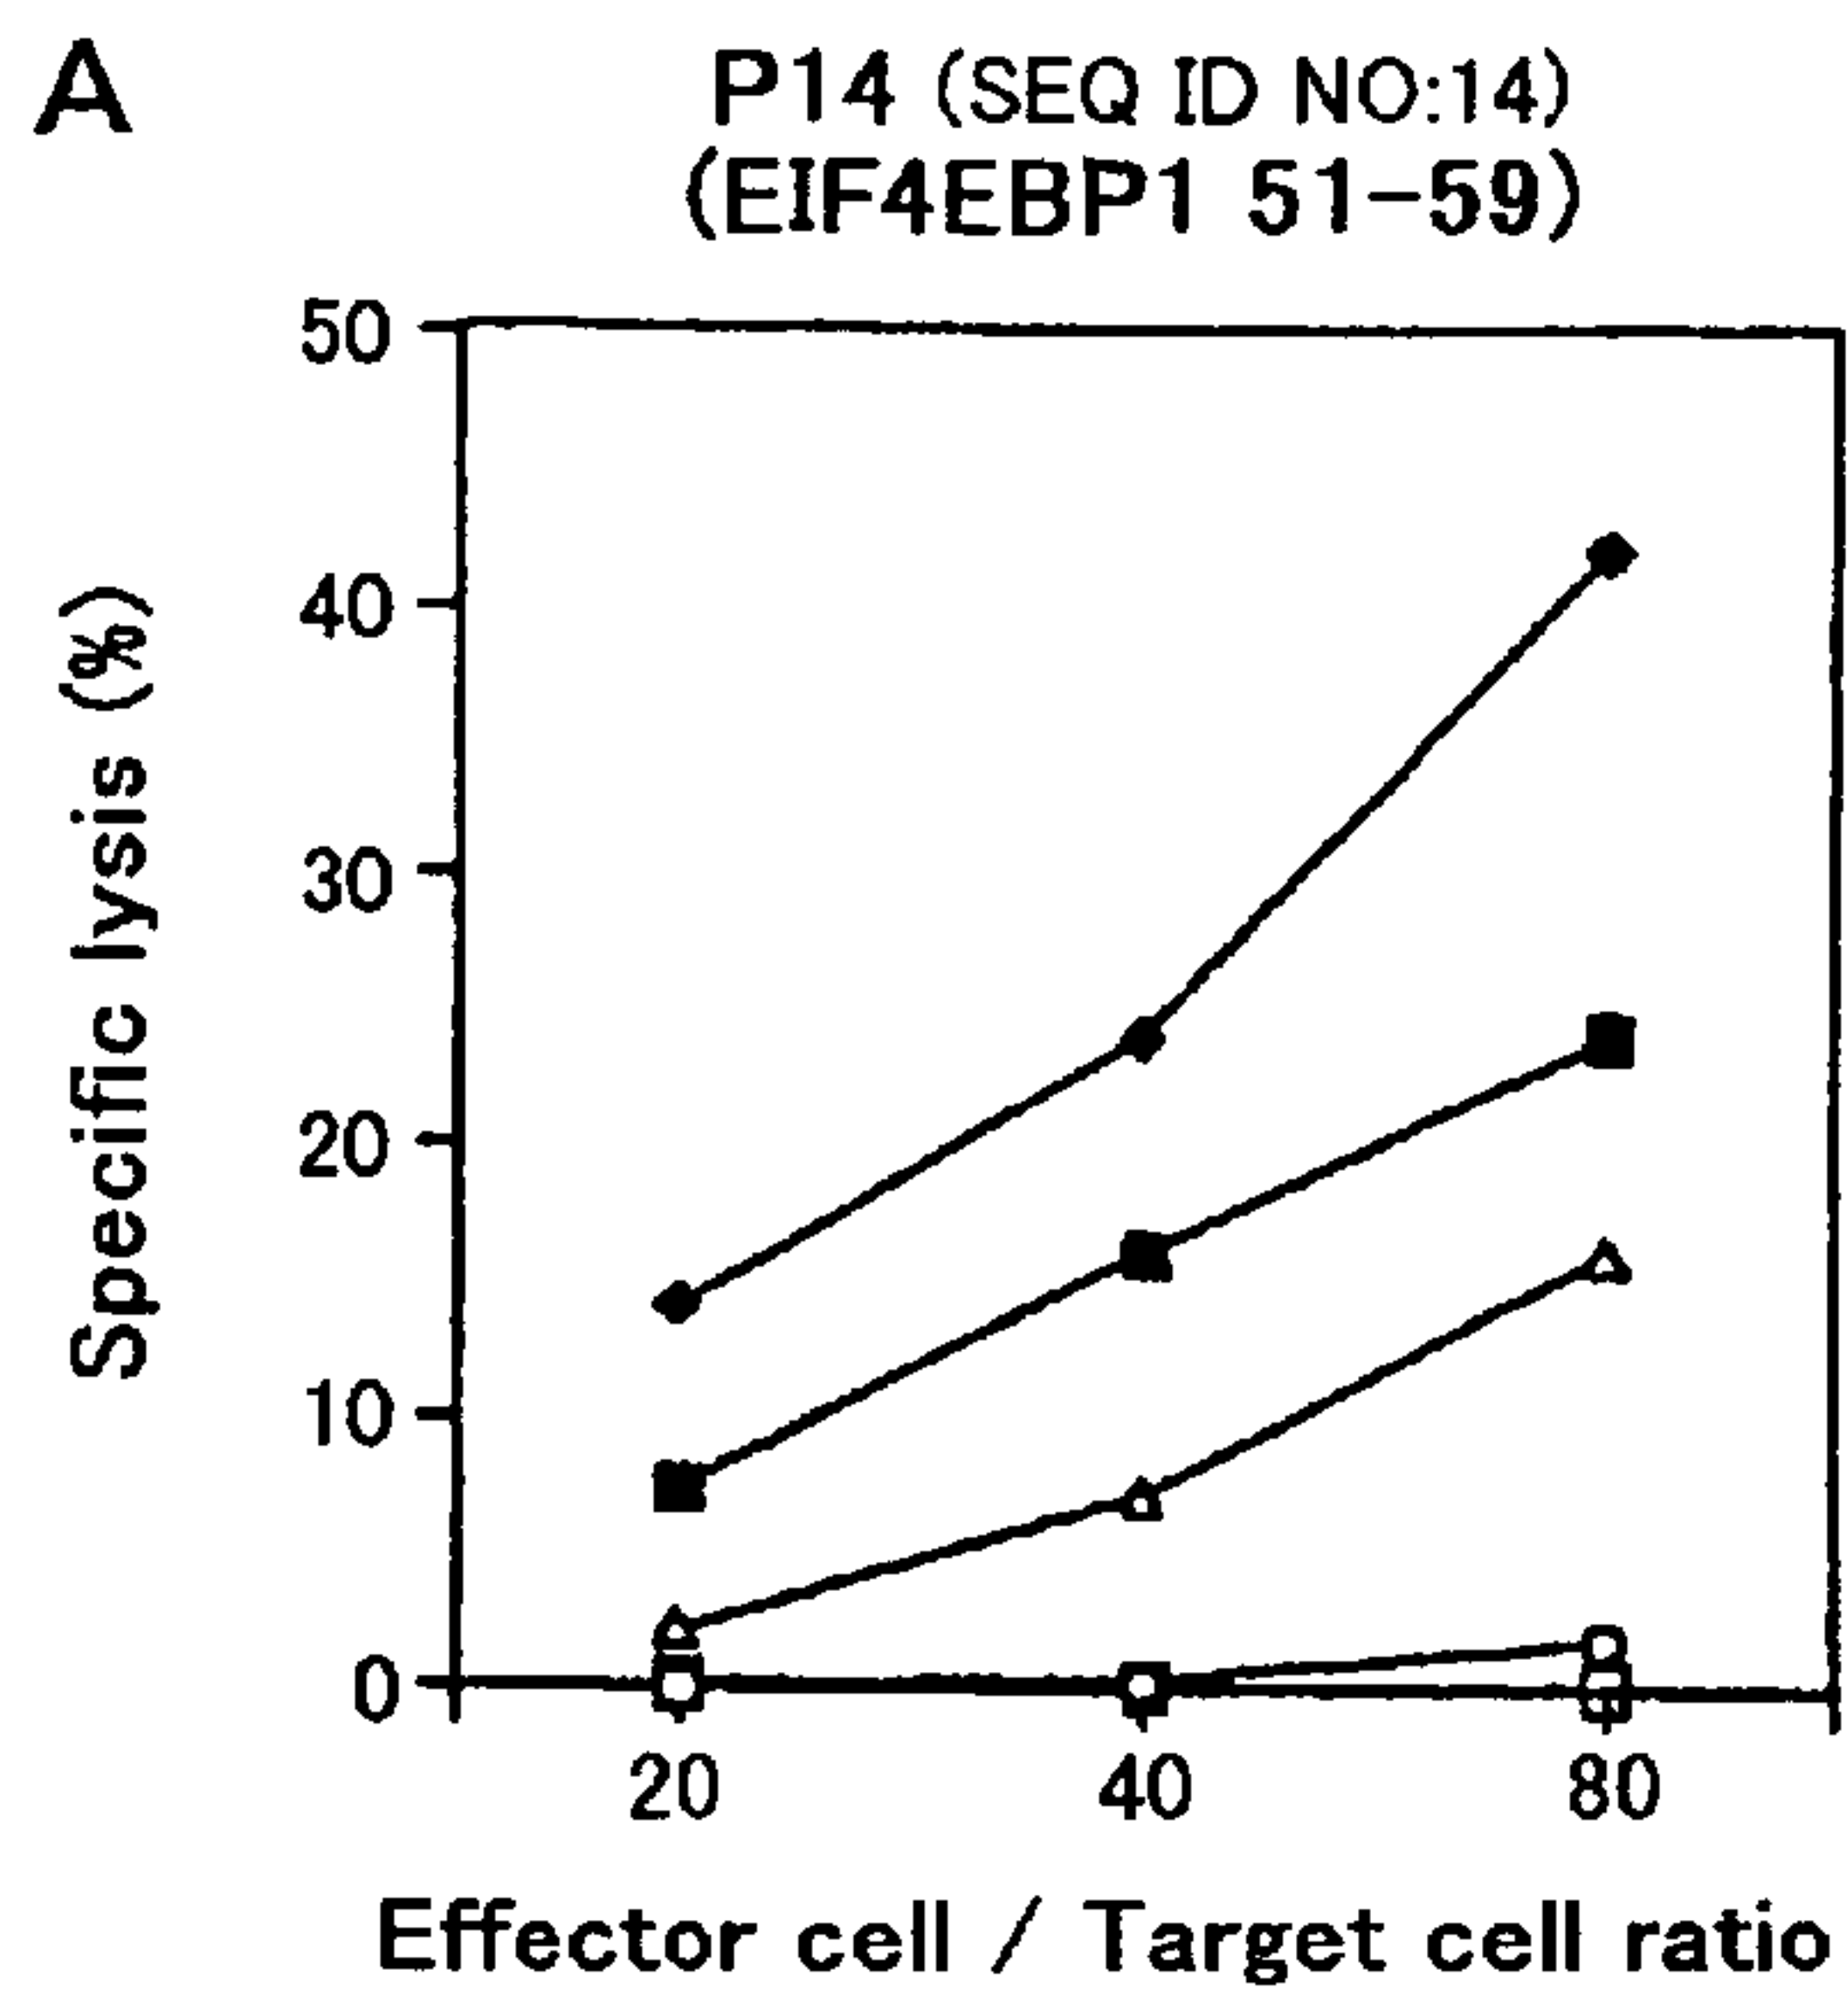 A
P14 (SEQ ID NO:14)
(EIF4EBP1 51-59)
50
40
30
20
10
0
Specific lysis (%)
20 40 80
Effector cell / Target cell ratio